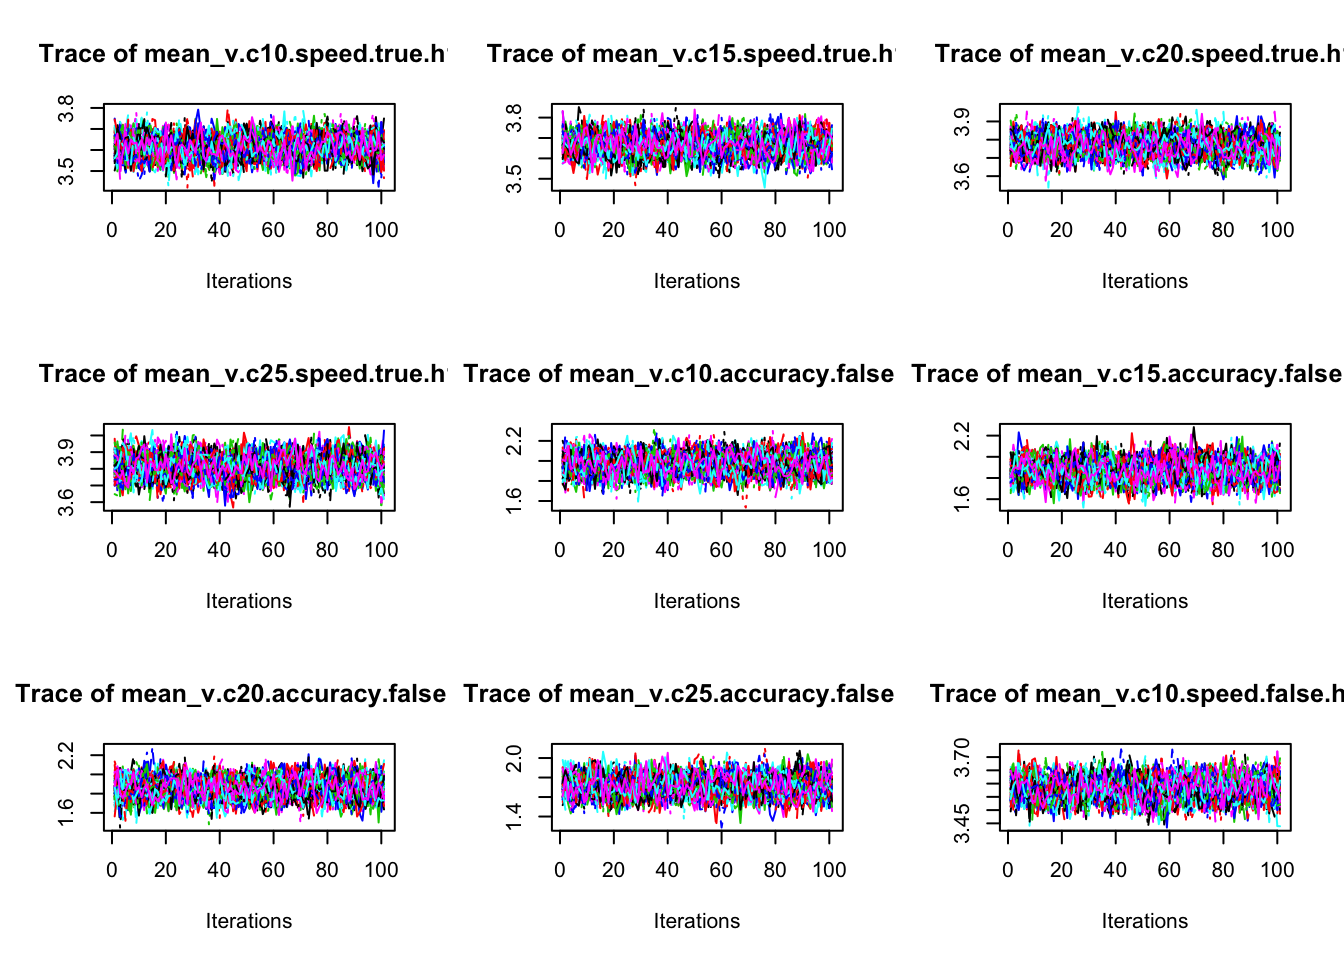 Trace of mean_v.c10.speed.true.h
Trace of mean_v.c15.speed.true.h
Trace of mean_v.c20.speed.true.h
3.8
3.5
0 20 40 60 80 100
Iterations
3.8
3.5
0 20 40 60 80 100
Iterations
3.9
3.6
0 20 40 60 80 100
Iterations
Trace of mean_v.c25.speed.true.h
Trace of mean_v.c10.accuracy.false
Trace of mean_v.c15.accuracy.false
3.9
3.6
0 20 40 60 80 100
Iterations
2.2
1.6
0 20 40 60 80 100
Iterations
2.2
1.6
0 20 40 60 80 100
Iterations
Trace of mean_v.c20.accuracy.false
Trace of mean_v.c25.accuracy.false
Trace of mean_v.c10.speed.false.h
2.2
1.6
0 20 40 60 80 100
Iterations
2.0
1.4
0 20 40 60 80 100
Iterations
3.70
3.45
0 20 40 60 80 100
Iterations